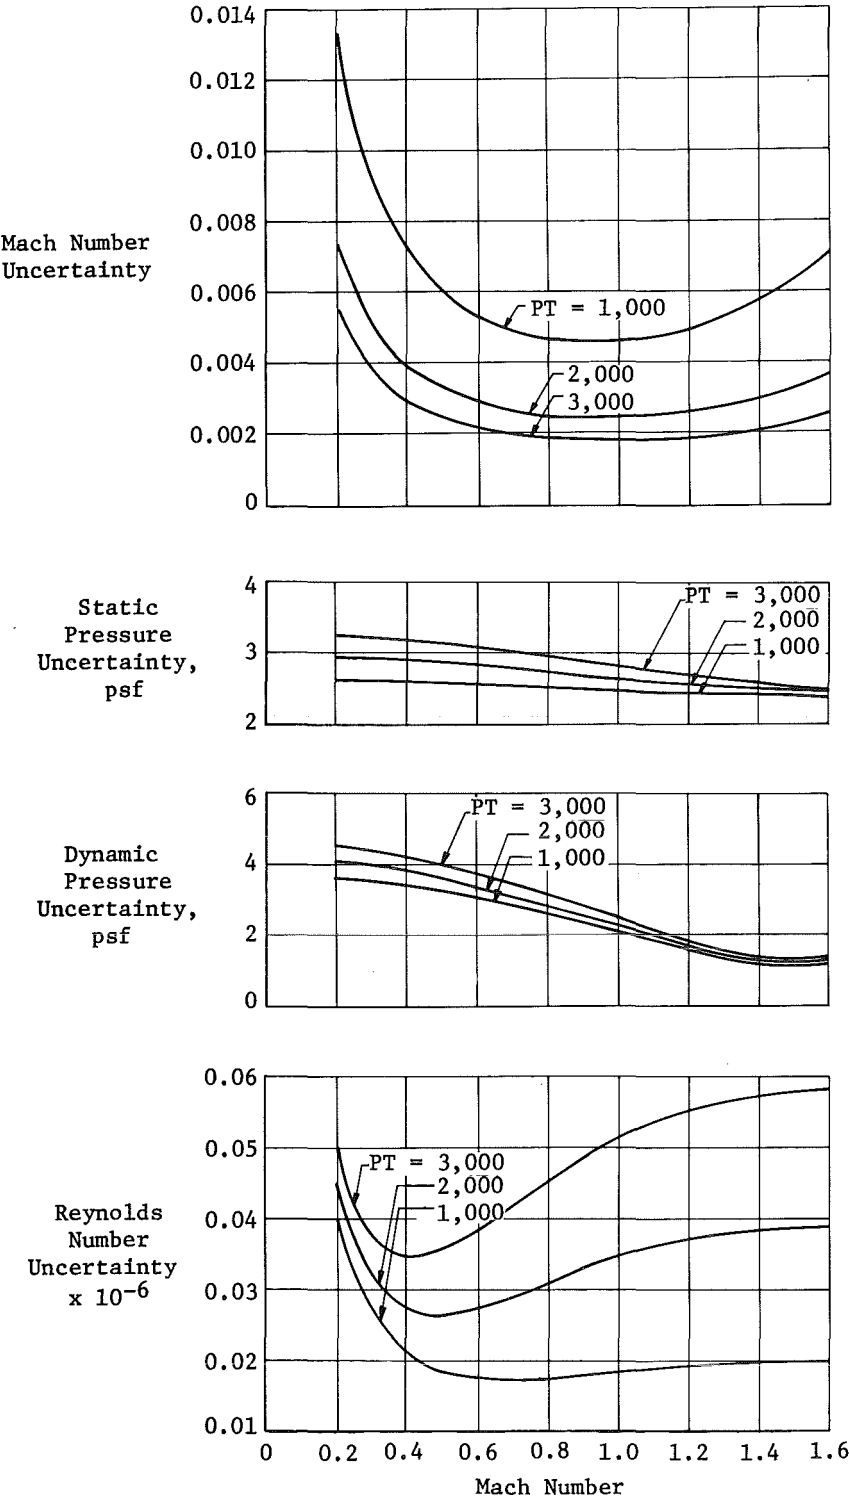 0.014
0.012
0.010
0.008
0.006
0.004
0.002
0
Mach Number
Uncertainty
PT = 1,000
2,000
3,000
4
3
2
Static
Pressure
Uncertainty,
psf
PT = 3,000
2,000
1,000
6
4
2
0
Dynamic
Pressure
Uncertainty,
psf
PT = 3,000
2,000
1,000
0.06
0.05
0.04
0.03
0.02
0.01
Reynolds
Number
Uncertainty
x 10⁻⁶
PT = 3,000
2,000
1,000
0 0.2 0.4 0.6 0.8 1.0 1.2 1.4 1.6
Mach Number